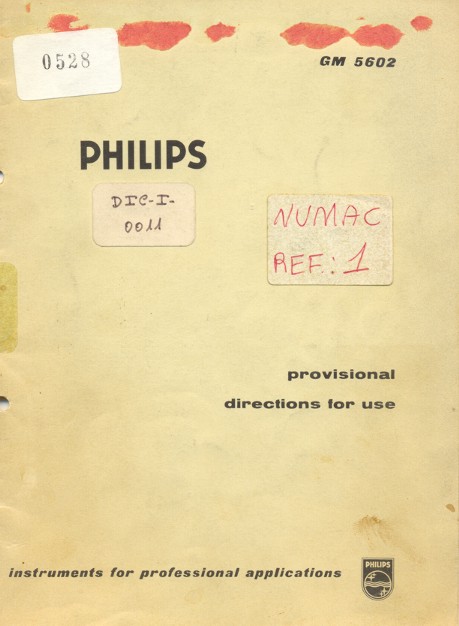 0528
GM 5602
PHILIPS
DIC-I-
0011
NUMAC
REF: 1
provisional
directions for use
instruments for professional applications
PHILIPS